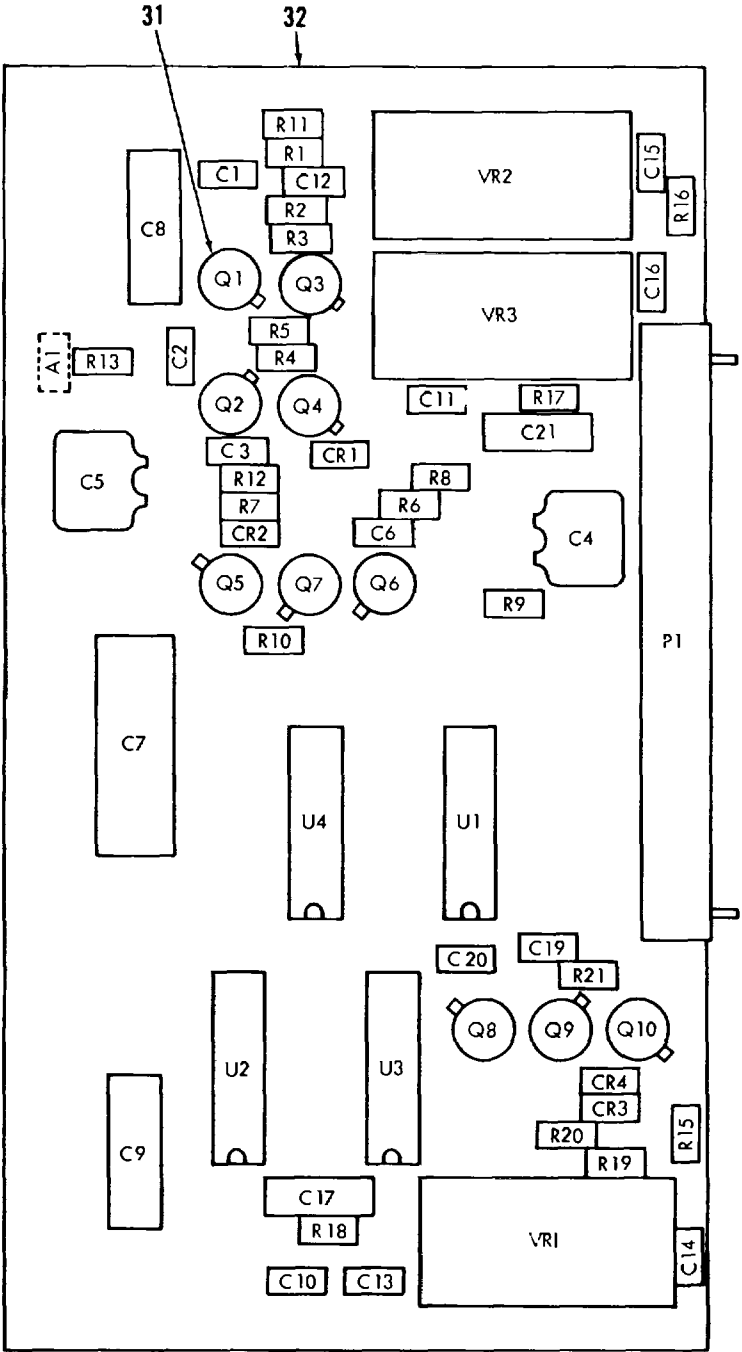 31 32
R11
R1
C1 C12 VR2 C15
R2 R16
C8 R3
Q1 Q3 C16
VR3
R5
A1 R13 C2 R4
Q2 Q4 C11 R17
C21
C3 CR1
C5 R12 R8
R7 R6
CR2 C6 C4
Q5 Q7 Q6
R9
R10 P1
C7
U4 U1
C19
C20 R21
Q8 Q9 Q10
U2 U3
CR4
CR3
R20 R15
C9 R19
C17
R18 VR1 C14
C10 C13